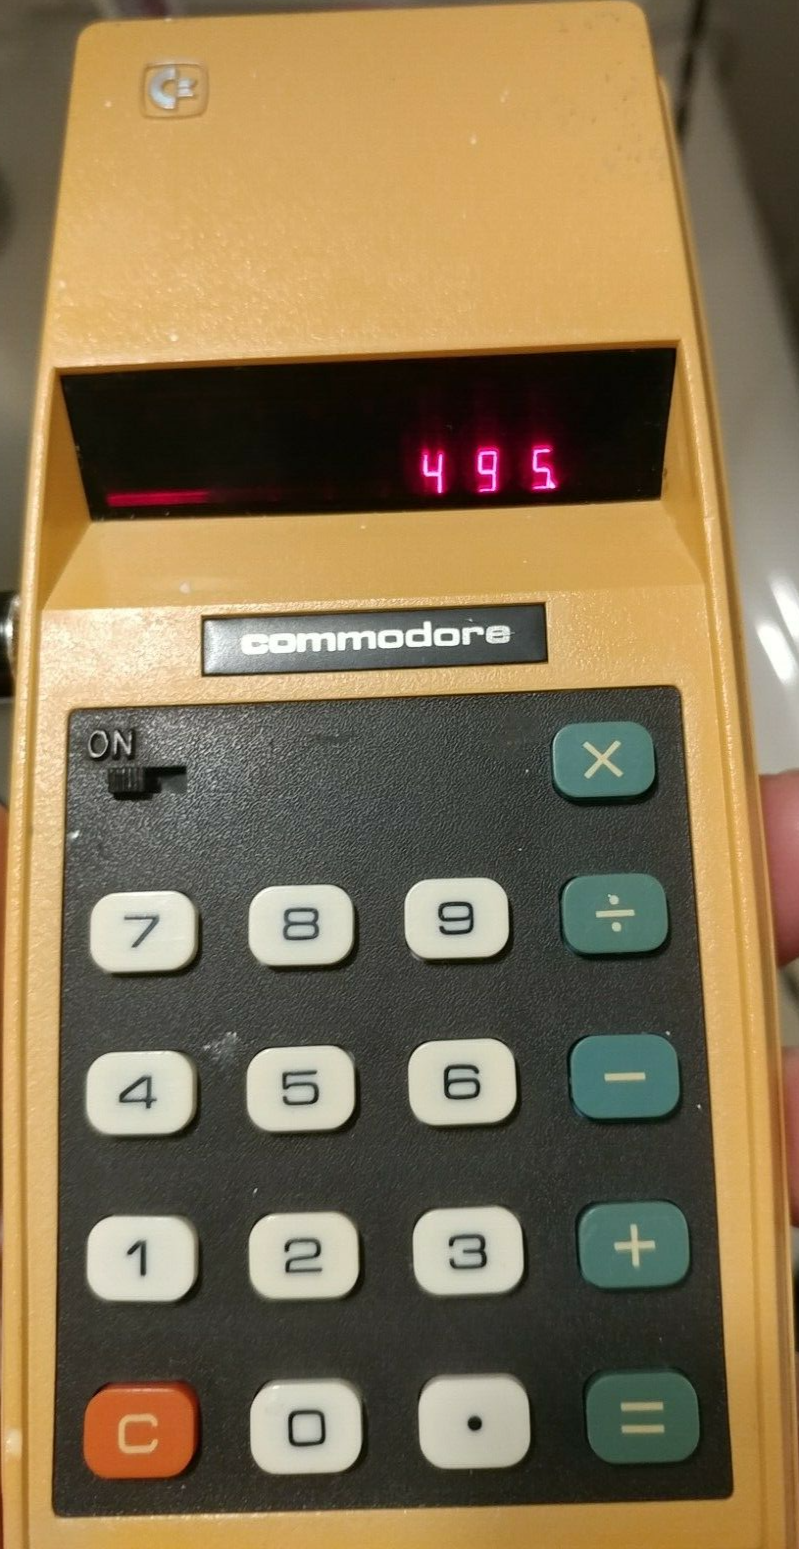 495.
commodore
ON
×
7 8 9 ÷
4 5 6 −
1 2 3 +
C 0 • =